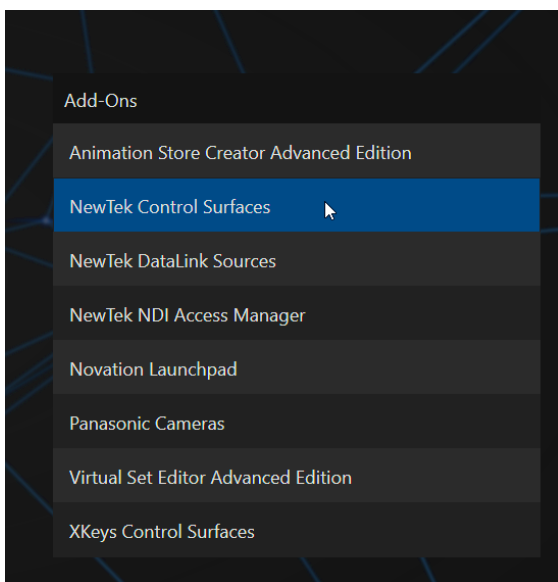 Add-Ons
Animation Store Creator Advanced Edition
NewTek Control Surfaces
NewTek DataLink Sources
NewTek NDI Access Manager
Novation Launchpad
Panasonic Cameras
Virtual Set Editor Advanced Edition
XKeys Control Surfaces